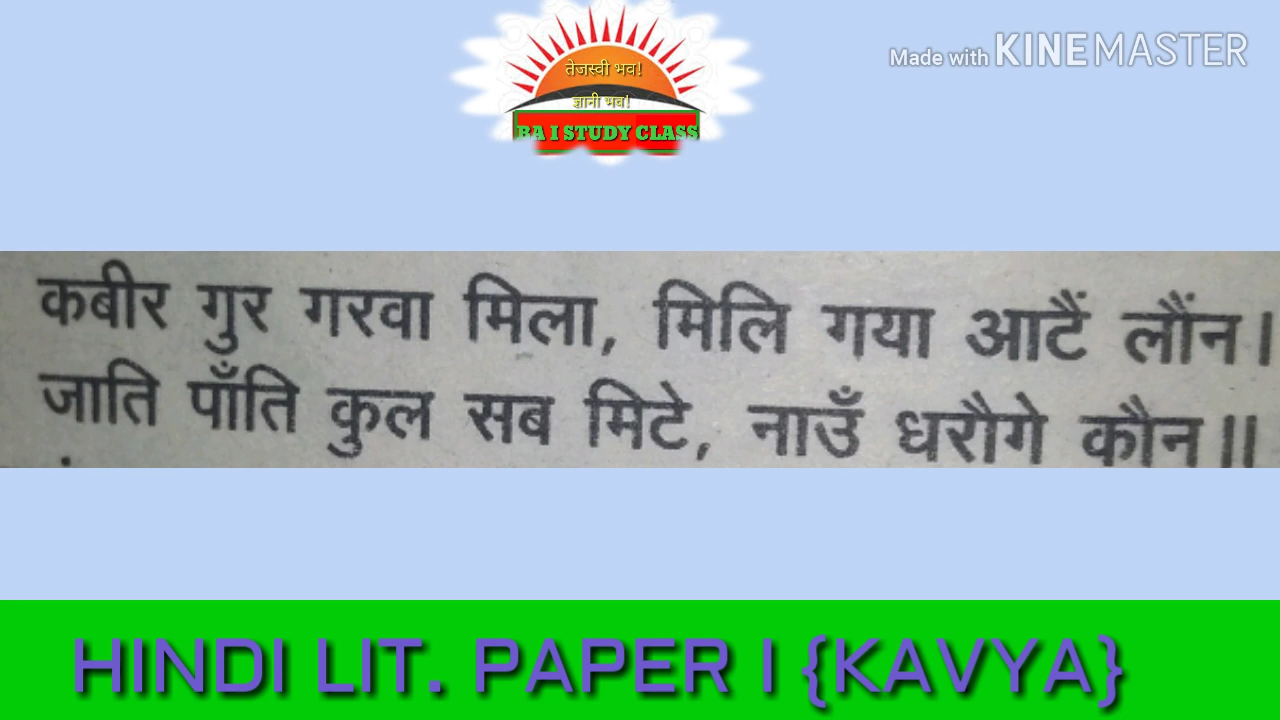 Made with KINEMASTER
तेजस्वी भव!
ज्ञानी भव!
BA I STUDY CLASS
कबीर गुर गरवा मिला, मिलि गया आटैं लौंन।
जाति पाँति कुल सब मिटे, नाउँ धरौगे कौन॥
HINDI LIT. PAPER I {KAVYA}